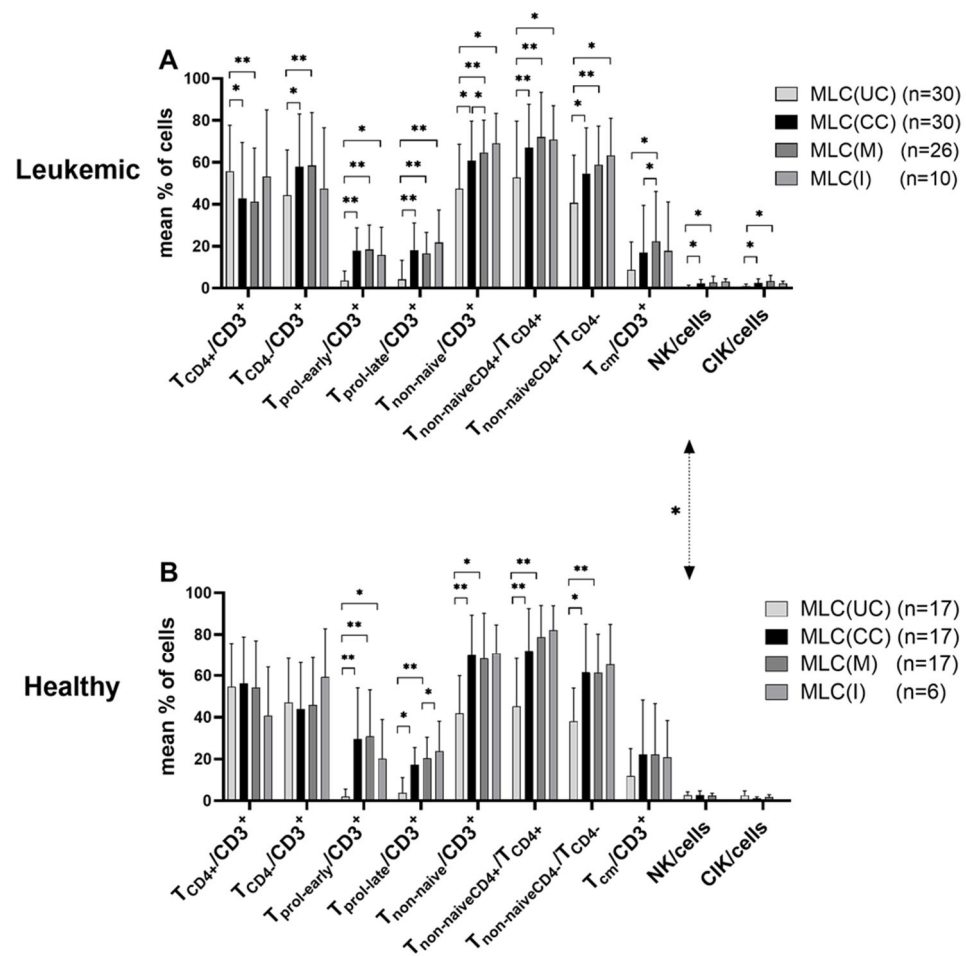 A
Leukemic
mean % of cells
100
80
60
40
20
0
** * ** * ** ** * ** ** ** * * ** * ** ** * * ** * * * * * * *
MLC(UC) (n=30)
MLC(CC) (n=30)
MLC(M) (n=26)
MLC(I) (n=10)
TCD4+/CD3+
TCD4-/CD3+
Tprol-early/CD3+
Tprol-late/CD3+
Tnon-naive/CD3+
Tnon-naiveCD4+/TCD4+
Tnon-naiveCD4-/TCD4-
Tcm/CD3+
NK/cells
CIK/cells
*
B
Healthy
mean % of cells
100
80
60
40
20
0
** ** * * ** * ** * ** ** * **
MLC(UC) (n=17)
MLC(CC) (n=17)
MLC(M) (n=17)
MLC(I) (n=6)
TCD4+/CD3+
TCD4-/CD3+
Tprol-early/CD3+
Tprol-late/CD3+
Tnon-naive/CD3+
Tnon-naiveCD4+/TCD4+
Tnon-naiveCD4-/TCD4-
Tcm/CD3+
NK/cells
CIK/cells